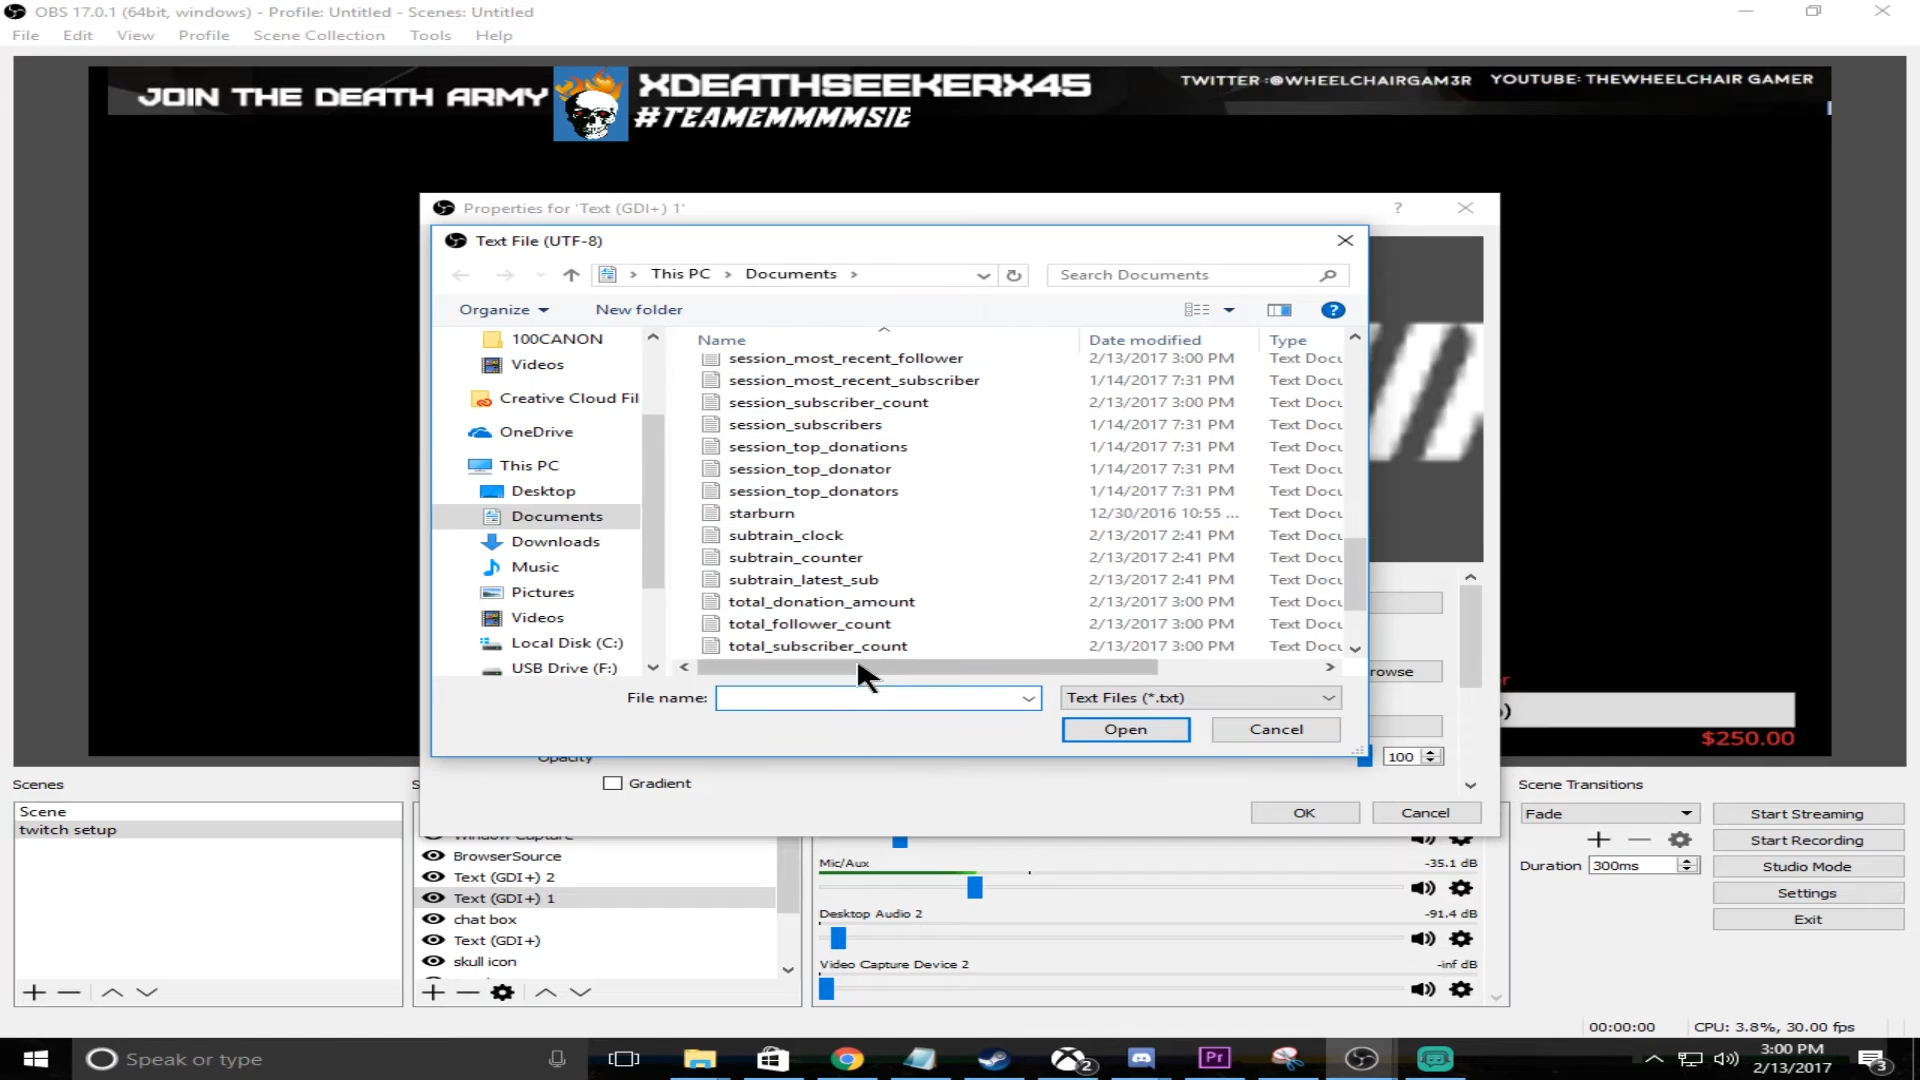 OBS 17.0.1 (64bit, windows) - Profile: Untitled - Scenes: Untitled
File Edit View Profile Scene Collection Tools Help
JOIN THE DEATH ARMY XDEATHSEEKERX45 TWITTER :@WHEELCHAIRGAM3R YOUTUBE: THEWHEELCHAIR GAMER
#TEAMEMMMMSIE
Properties for 'Text (GDI+) 1' ?
Text File (UTF-8)
This PC Documents Search Documents
Organize New folder ?
Name Date modified Type
100CANON
Videos
Creative Cloud Fil
OneDrive
This PC
Desktop
Documents
Downloads
Music
Pictures
Videos
Local Disk (C:)
USB Drive (F:)
session_most_recent_follower 2/13/2017 3:00 PM Text Docu
session_most_recent_subscriber 1/14/2017 7:31 PM Text Docu
session_subscriber_count 2/13/2017 3:00 PM Text Docu
session_subscribers 1/14/2017 7:31 PM Text Docu
session_top_donations 1/14/2017 7:31 PM Text Docu
session_top_donator 1/14/2017 7:31 PM Text Docu
session_top_donators 1/14/2017 7:31 PM Text Docu
starburn 12/30/2016 10:55 ... Text Docu
subtrain_clock 2/13/2017 2:41 PM Text Docu
subtrain_counter 2/13/2017 2:41 PM Text Docu
subtrain_latest_sub 2/13/2017 2:41 PM Text Docu
total_donation_amount 2/13/2017 3:00 PM Text Docu
total_follower_count 2/13/2017 3:00 PM Text Docu
total_subscriber_count 2/13/2017 3:00 PM Text Docu
File name: Text Files (*.txt)
Open Cancel
rowse
$250.00
Opacity 100
Gradient
OK Cancel
Scenes
Scene
twitch setup
BrowserSource
Text (GDI+) 2
Text (GDI+) 1
chat box
Text (GDI+)
skull icon
Mic/Aux -35.1 dB
Desktop Audio 2 -91.4 dB
Video Capture Device 2 -inf dB
Scene Transitions
Fade
Duration 300ms
Start Streaming
Start Recording
Studio Mode
Settings
Exit
00:00:00 CPU: 3.8%, 30.00 fps
Speak or type
2
Pr
3:00 PM
2/13/2017
3